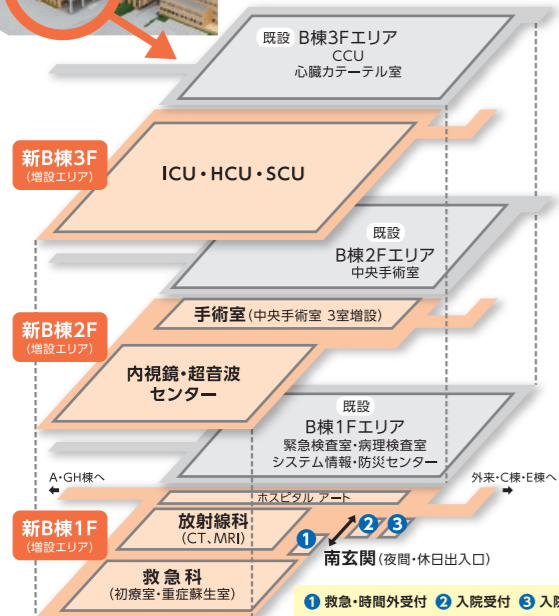 既設 B棟3Fエリア
CCU
心臓カテーテル室
新B棟3F
(増設エリア)
ICU・HCU・SCU
既設
B棟2Fエリア
中央手術室
手術室(中央手術室 3室増設)
新B棟2F
(増設エリア)
内視鏡・超音波
センター
既設
B棟1Fエリア
緊急検査室・病理検査室
システム情報・防災センター
A・GH棟へ
外来・C棟・E棟へ
ホスピタル アート
新B棟1F
(増設エリア)
放射線科
(CT、MRI)
1 2 3
南玄関(夜間・休日出入口)
救急科
(初療室・重症蘇生室)
1 救急・時間外受付 2 入院受付 3 入院